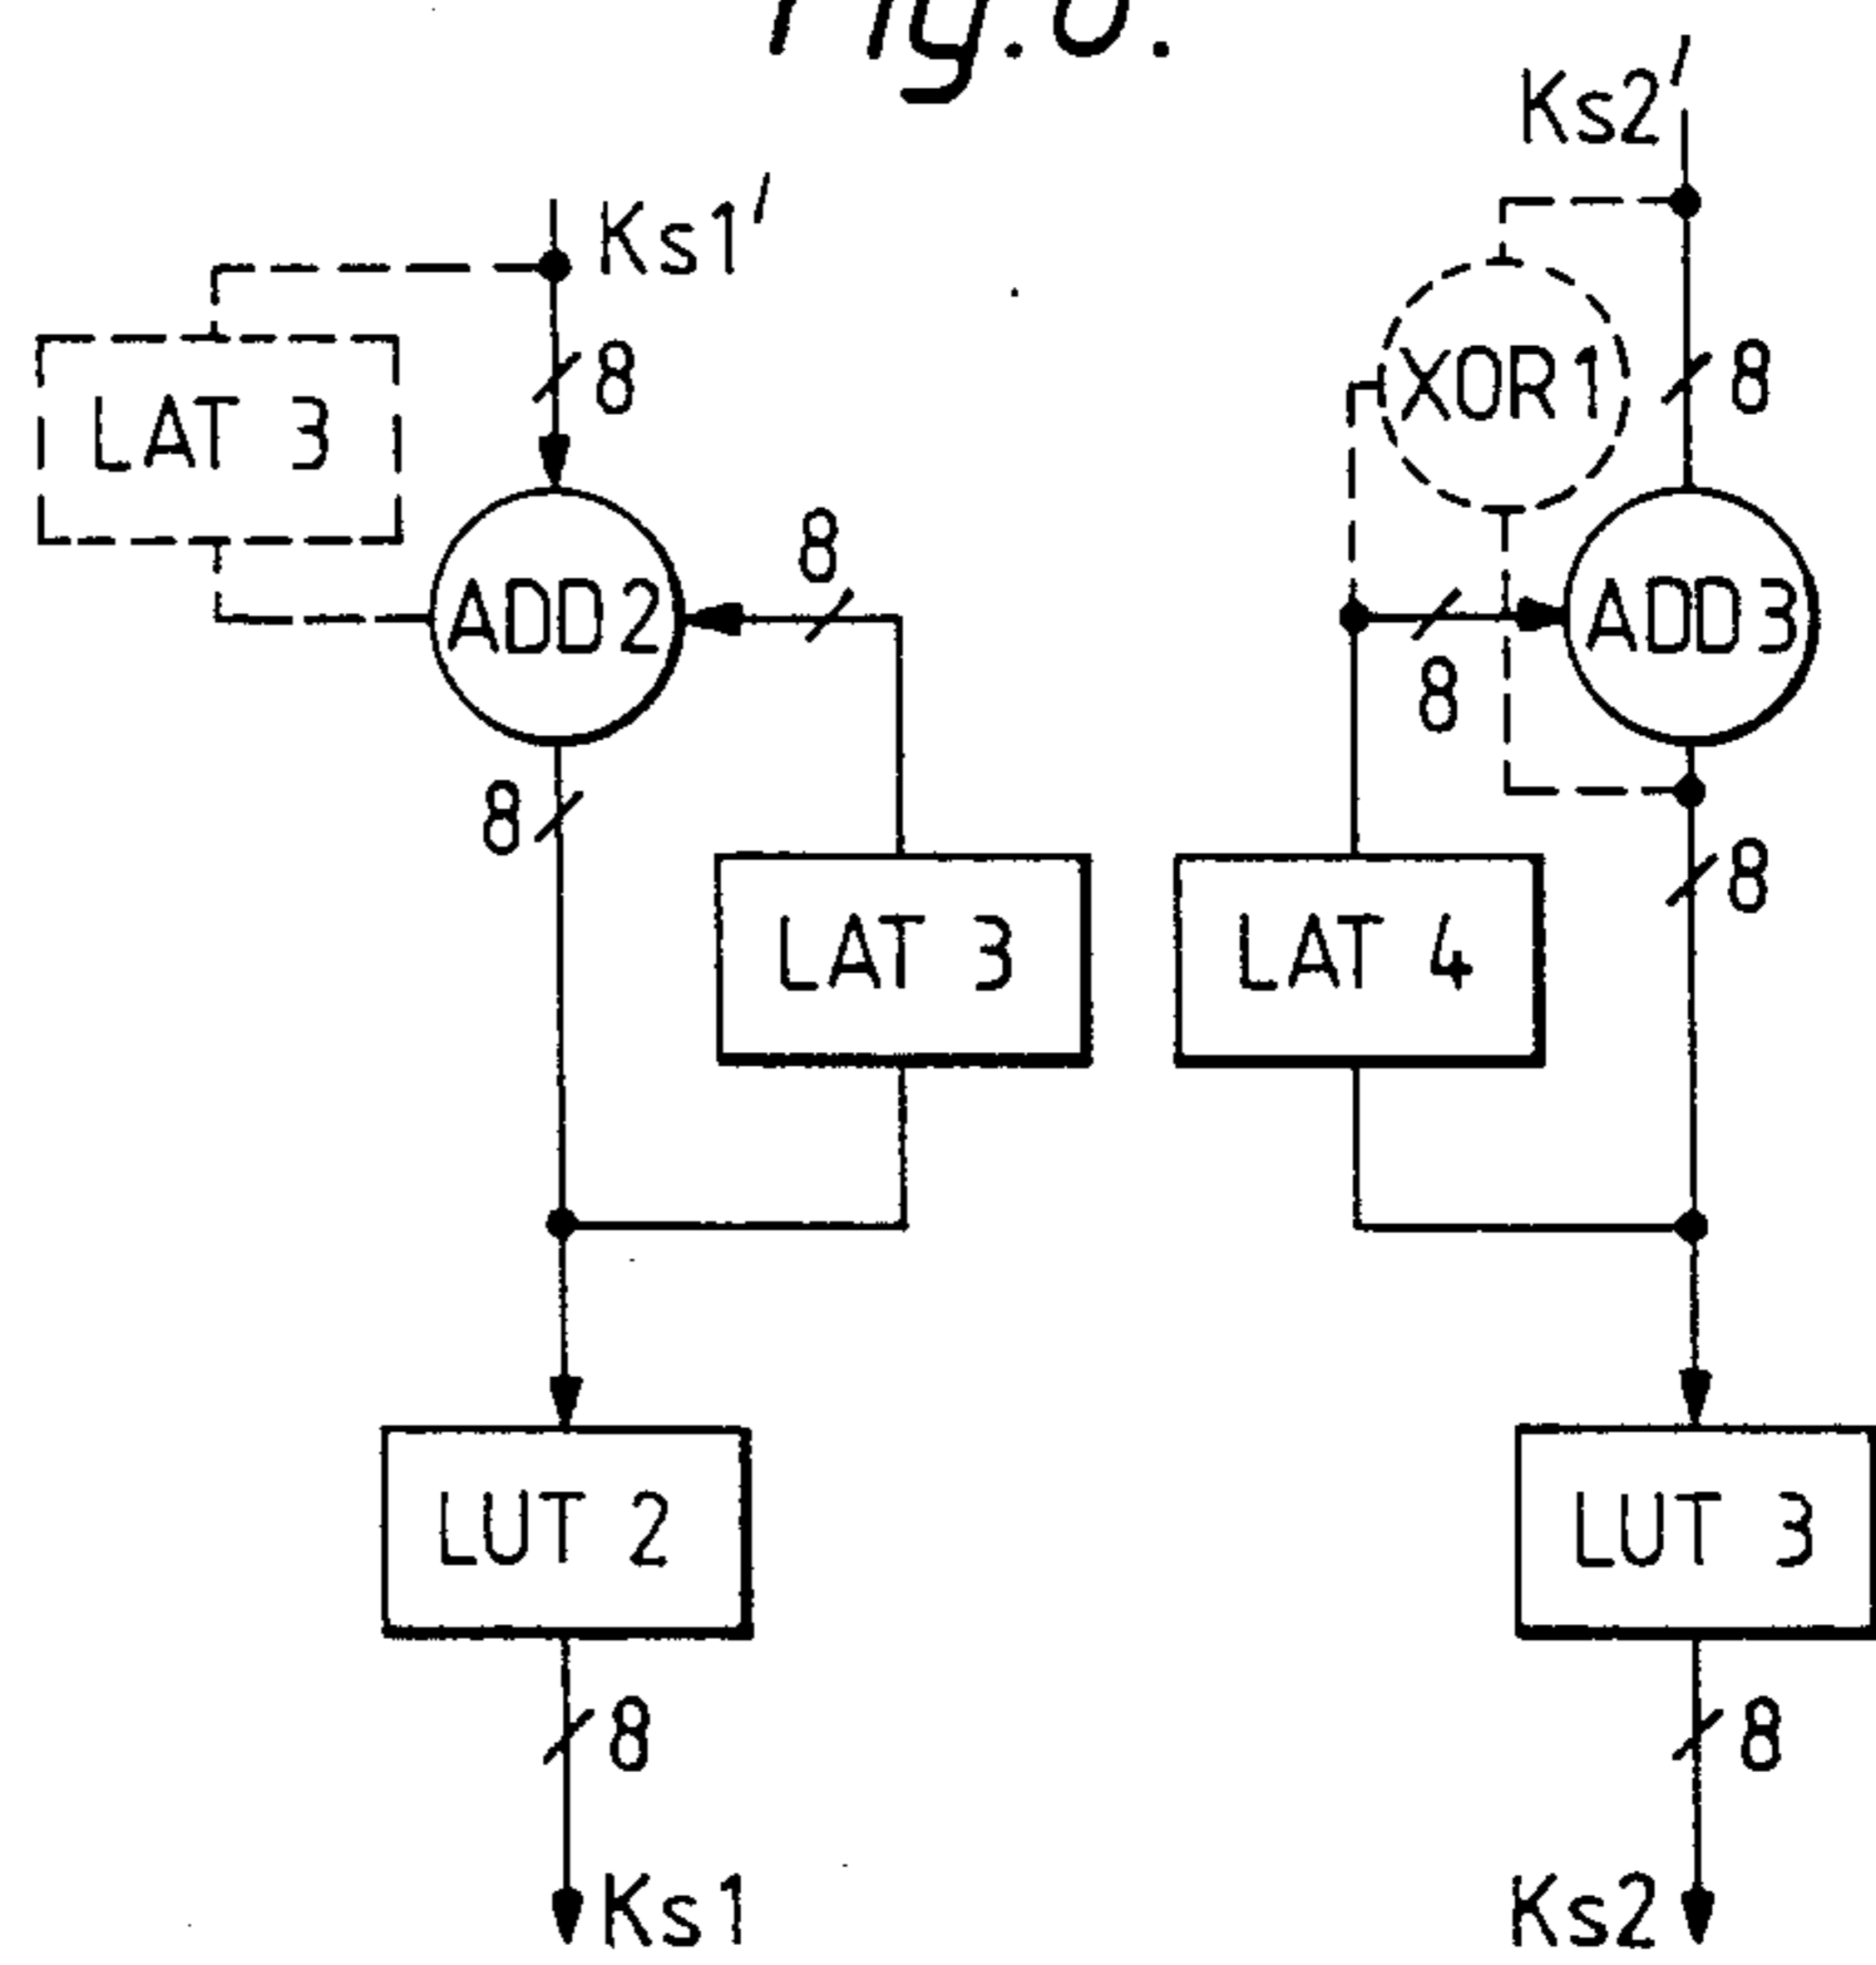 Ks2'
Ks1'
8
8
LAT 3
XOR1
8
ADD2
ADD3
8
8
8
LAT 3
LAT 4
LUT 2
LUT 3
8
8
Ks1
Ks2